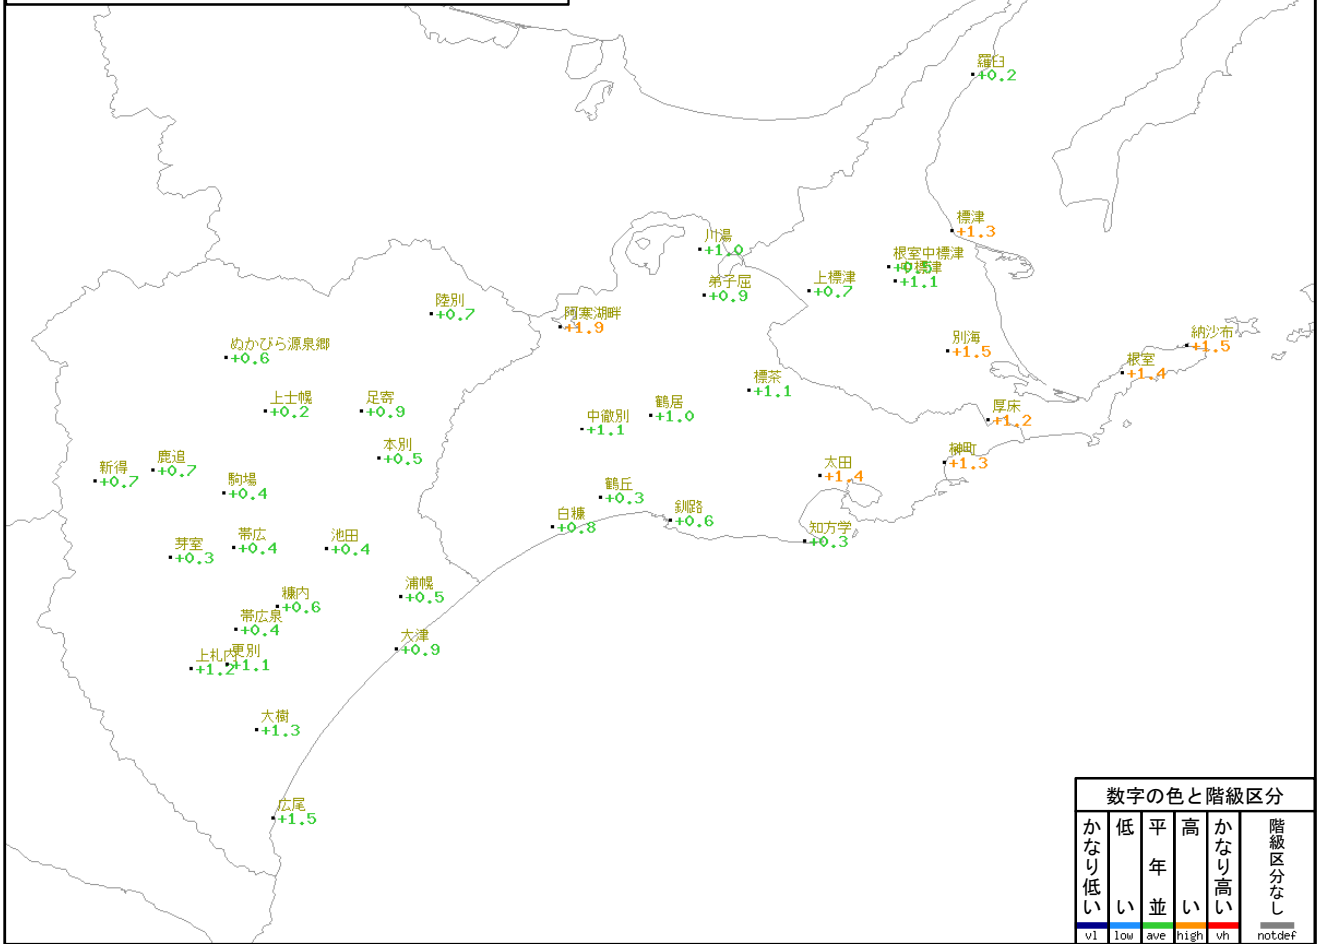 羅臼
+0.2
標津
+1.3
川湯
+1.0
根室中標津
中標津
+1.1
弟子屈
+0.9
上標津
+0.7
陸別
+0.7
阿寒湖畔
+1.9
納沙布
+1.5
ぬかびら源泉郷
+0.6
別海
+1.5
根室
+1.4
標茶
+1.1
上士幌
+0.2
足寄
+0.9
鶴居
+1.0
厚床
+1.2
中徹別
+1.1
本別
+0.5
榊町
+1.3
鹿追
+0.7
新得
+0.7
太田
+1.4
駒場
+0.4
鶴丘
+0.3
釧路
+0.6
白糠
+0.8
知方学
+0.3
帯広
+0.4
池田
+0.4
芽室
+0.3
浦幌
+0.5
糠内
+0.6
帯広泉
+0.4
大津
+0.9
更別
+1.1
上札内
+1.2
大樹
+1.3
広尾
+1.5
数字の色と階級区分
かなり低い
低い
平年並
高い
かなり高い
階級区分なし
vl
low
ave
high
vh
notdef